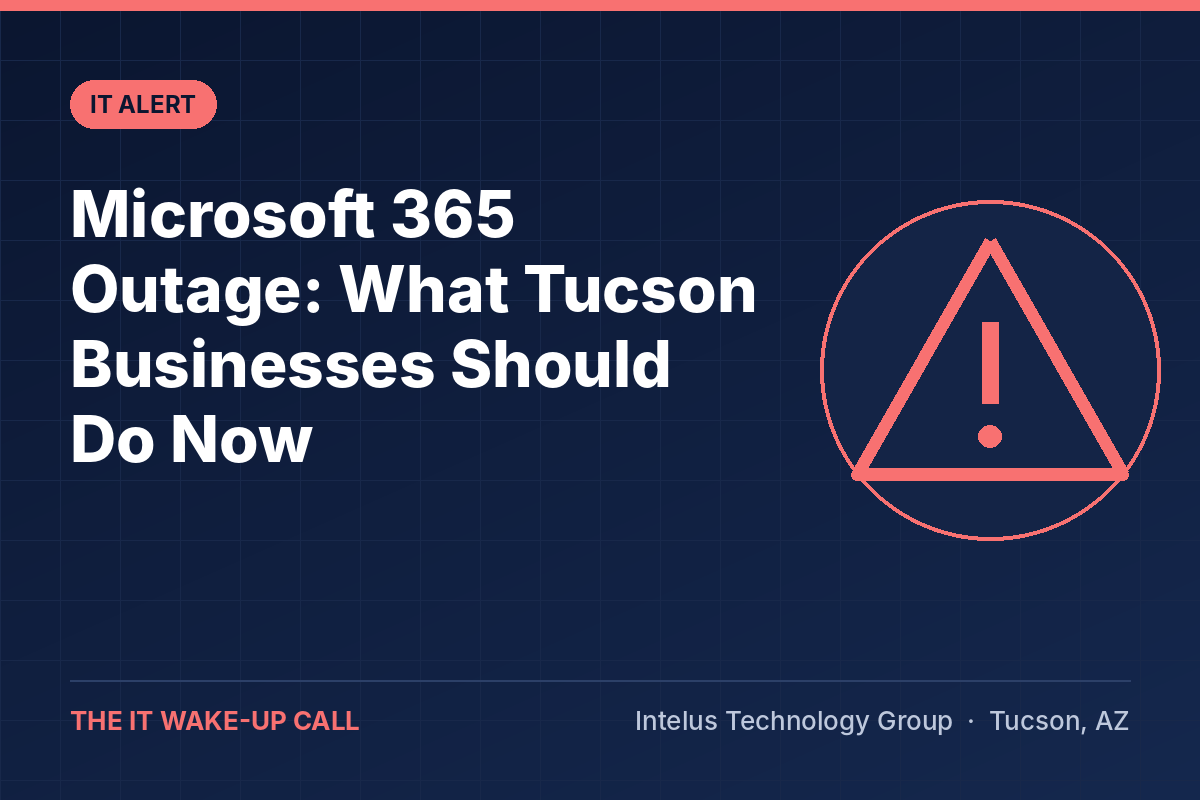 IT ALERT
Microsoft 365
Outage: What Tucson
Businesses Should
Do Now
THE IT WAKE-UP CALL
Intelus Technology Group · Tucson, AZ